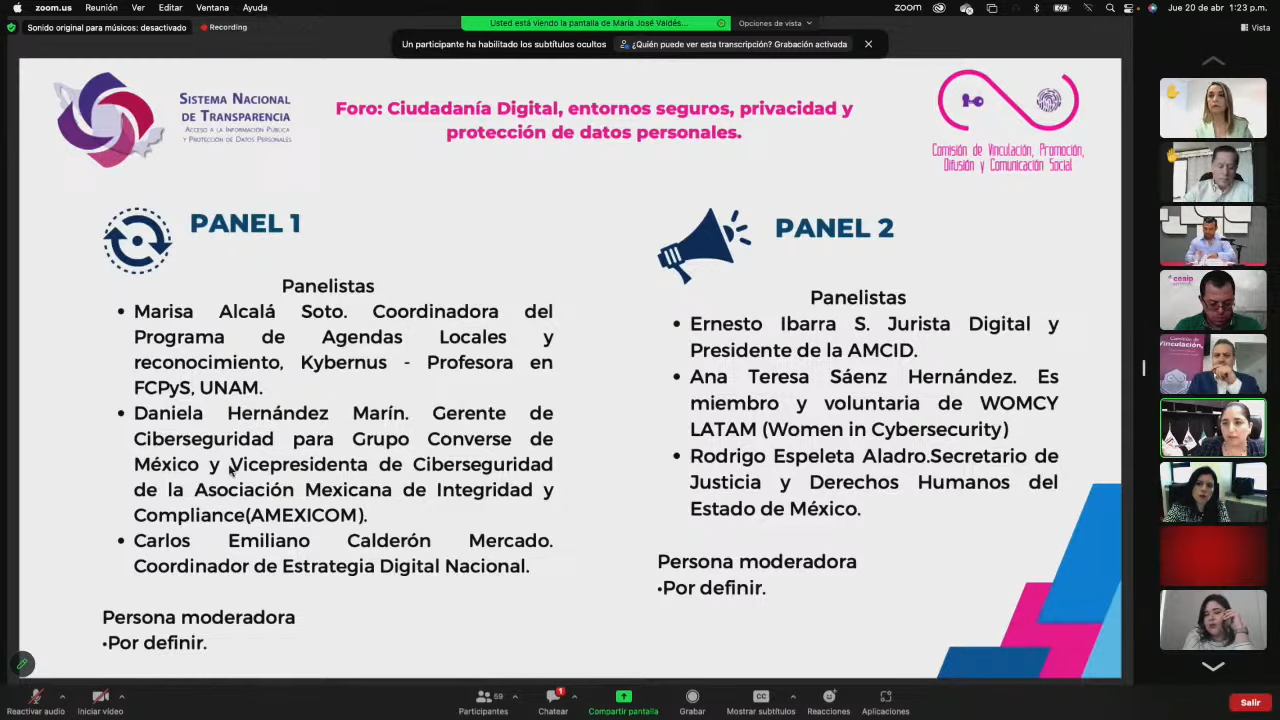 zoom.us Reunión Ver Editar Ventana Ayuda
zoom
Jue 20 de abr 1:23 p.m.
Sonido original para músicos: desactivado
Recording
Usted está viendo la pantalla de María José Valdés...
Opciones de vista
Vista
Un participante ha habilitado los subtítulos ocultos
¿Quién puede ver esta transcripción? Grabación activada
SISTEMA NACIONAL
DE TRANSPARENCIA
ACCESO A LA INFORMACIÓN PÚBLICA
Y PROTECCIÓN DE DATOS PERSONALES
Foro: Ciudadanía Digital, entornos seguros, privacidad y
protección de datos personales.
Comisión de Vinculación, Promoción,
Difusión y Comunicación Social
PANEL 1
Panelistas
• Marisa Alcalá Soto. Coordinadora del
Programa de Agendas Locales y
reconocimiento, Kybernus - Profesora en
FCPyS, UNAM.
• Daniela Hernández Marín. Gerente de
Ciberseguridad para Grupo Converse de
México y Vicepresidenta de Ciberseguridad
de la Asociación Mexicana de Integridad y
Compliance(AMEXICOM).
• Carlos Emiliano Calderón Mercado.
Coordinador de Estrategia Digital Nacional.
Persona moderadora
•Por definir.
PANEL 2
Panelistas
• Ernesto Ibarra S. Jurista Digital y
Presidente de la AMCID.
• Ana Teresa Sáenz Hernández. Es
miembro y voluntaria de WOMCY
LATAM (Women in Cybersecurity)
• Rodrigo Espeleta Aladro.Secretario de
Justicia y Derechos Humanos del
Estado de México.
Persona moderadora
•Por definir.
Reactivar audio
Iniciar vídeo
59
Participantes
1
Chatear
Compartir pantalla
Grabar
CC
Mostrar subtítulos
Reacciones
Aplicaciones
Salir